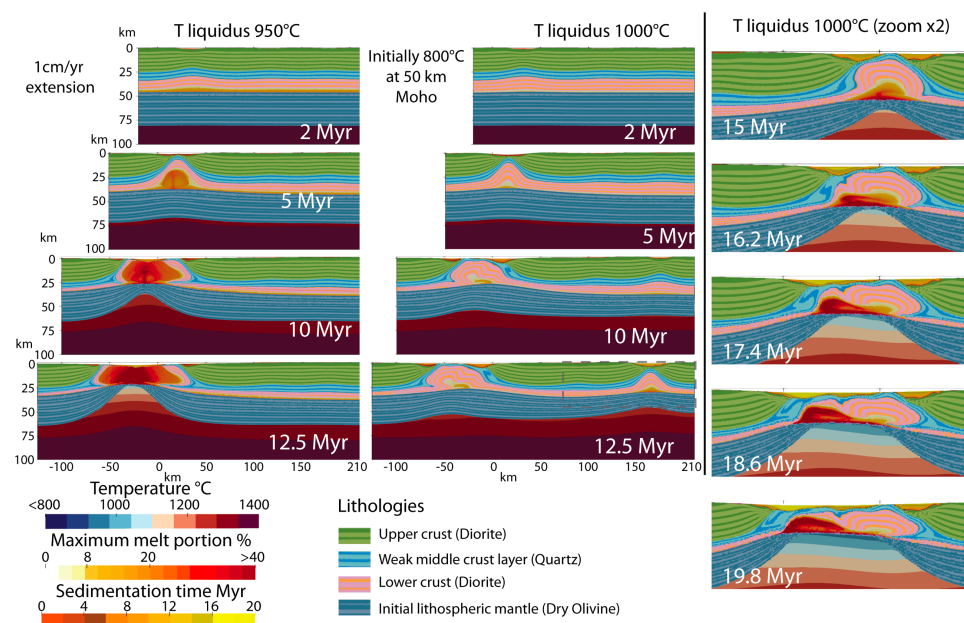 T liquidus 950°C
T liquidus 1000°C
T liquidus 1000°C (zoom x2)
km
0
25
50
75
100
1cm/yr
extension
2 Myr
Initially 800°C
at 50 km
Moho
2 Myr
km
0
25
50
75
100
5 Myr
5 Myr
km
0
25
50
75
100
10 Myr
10 Myr
0
25
50
75
100
12.5 Myr
12.5 Myr
-100
-50
0
50
100
150
210
km
-100
-50
0
50
100
150
210
km
15 Myr
16.2 Myr
17.4 Myr
18.6 Myr
19.8 Myr
Temperature °C
<800 1000 1200 1400
Maximum melt portion %
0 8 20 >40
Sedimentation time Myr
0 4 8 12 16 20
Lithologies
Upper crust (Diorite)
Weak middle crust layer (Quartz)
Lower crust (Diorite)
Initial lithospheric mantle (Dry Olivine)